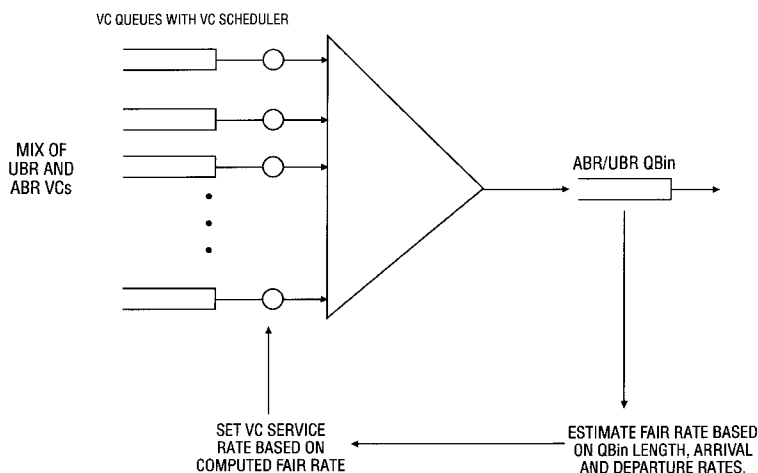 VC QUEUES WITH VC SCHEDULER
MIX OF
UBR AND
ABR VCs
ABR/UBR QBin
SET VC SERVICE
RATE BASED ON
COMPUTED FAIR RATE
ESTIMATE FAIR RATE BASED
ON QBin LENGTH, ARRIVAL
AND DEPARTURE RATES.